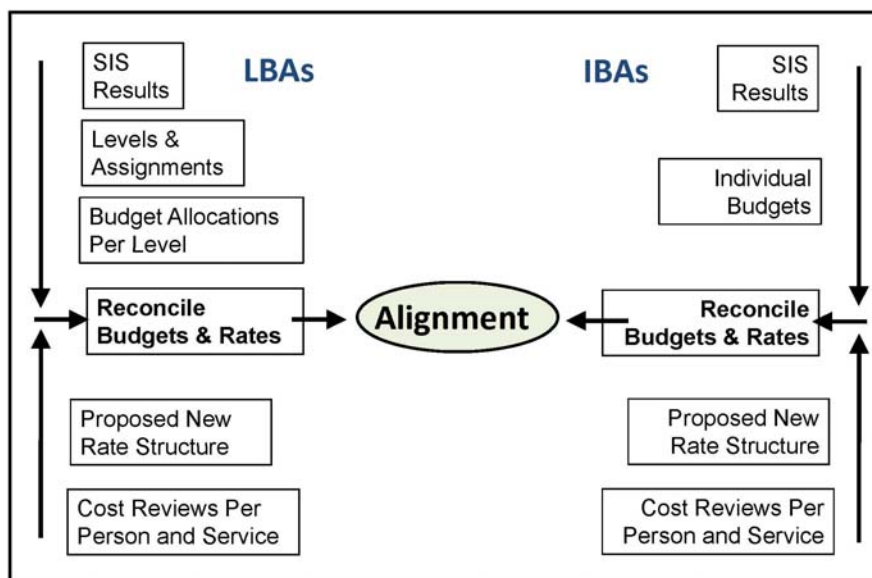 LBAs
SIS
Results
Levels &
Assignments
Budget Allocations
Per Level
Reconcile
Budgets & Rates
Proposed New
Rate Structure
Cost Reviews Per
Person and Service
Alignment
IBAs
SIS
Results
Individual
Budgets
Reconcile
Budgets & Rates
Proposed New
Rate Structure
Cost Reviews Per
Person and Service